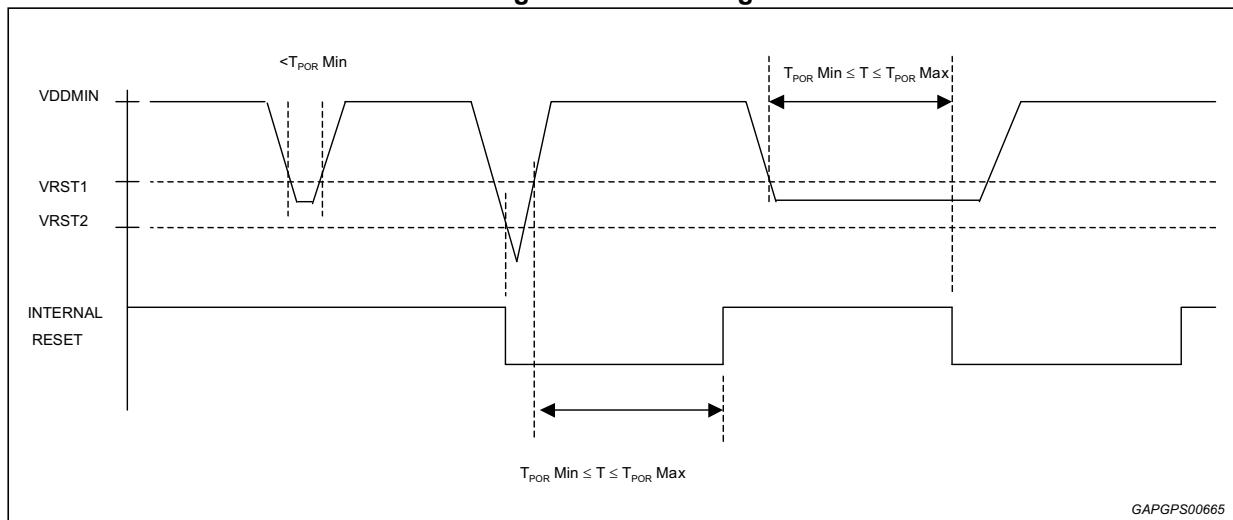 <TPOR Min
TPOR Min ≤ T ≤ TPOR Max
VDDMIN
VRST1
VRST2
INTERNAL
RESET
TPOR Min ≤ T ≤ TPOR Max
GAPGPS00665